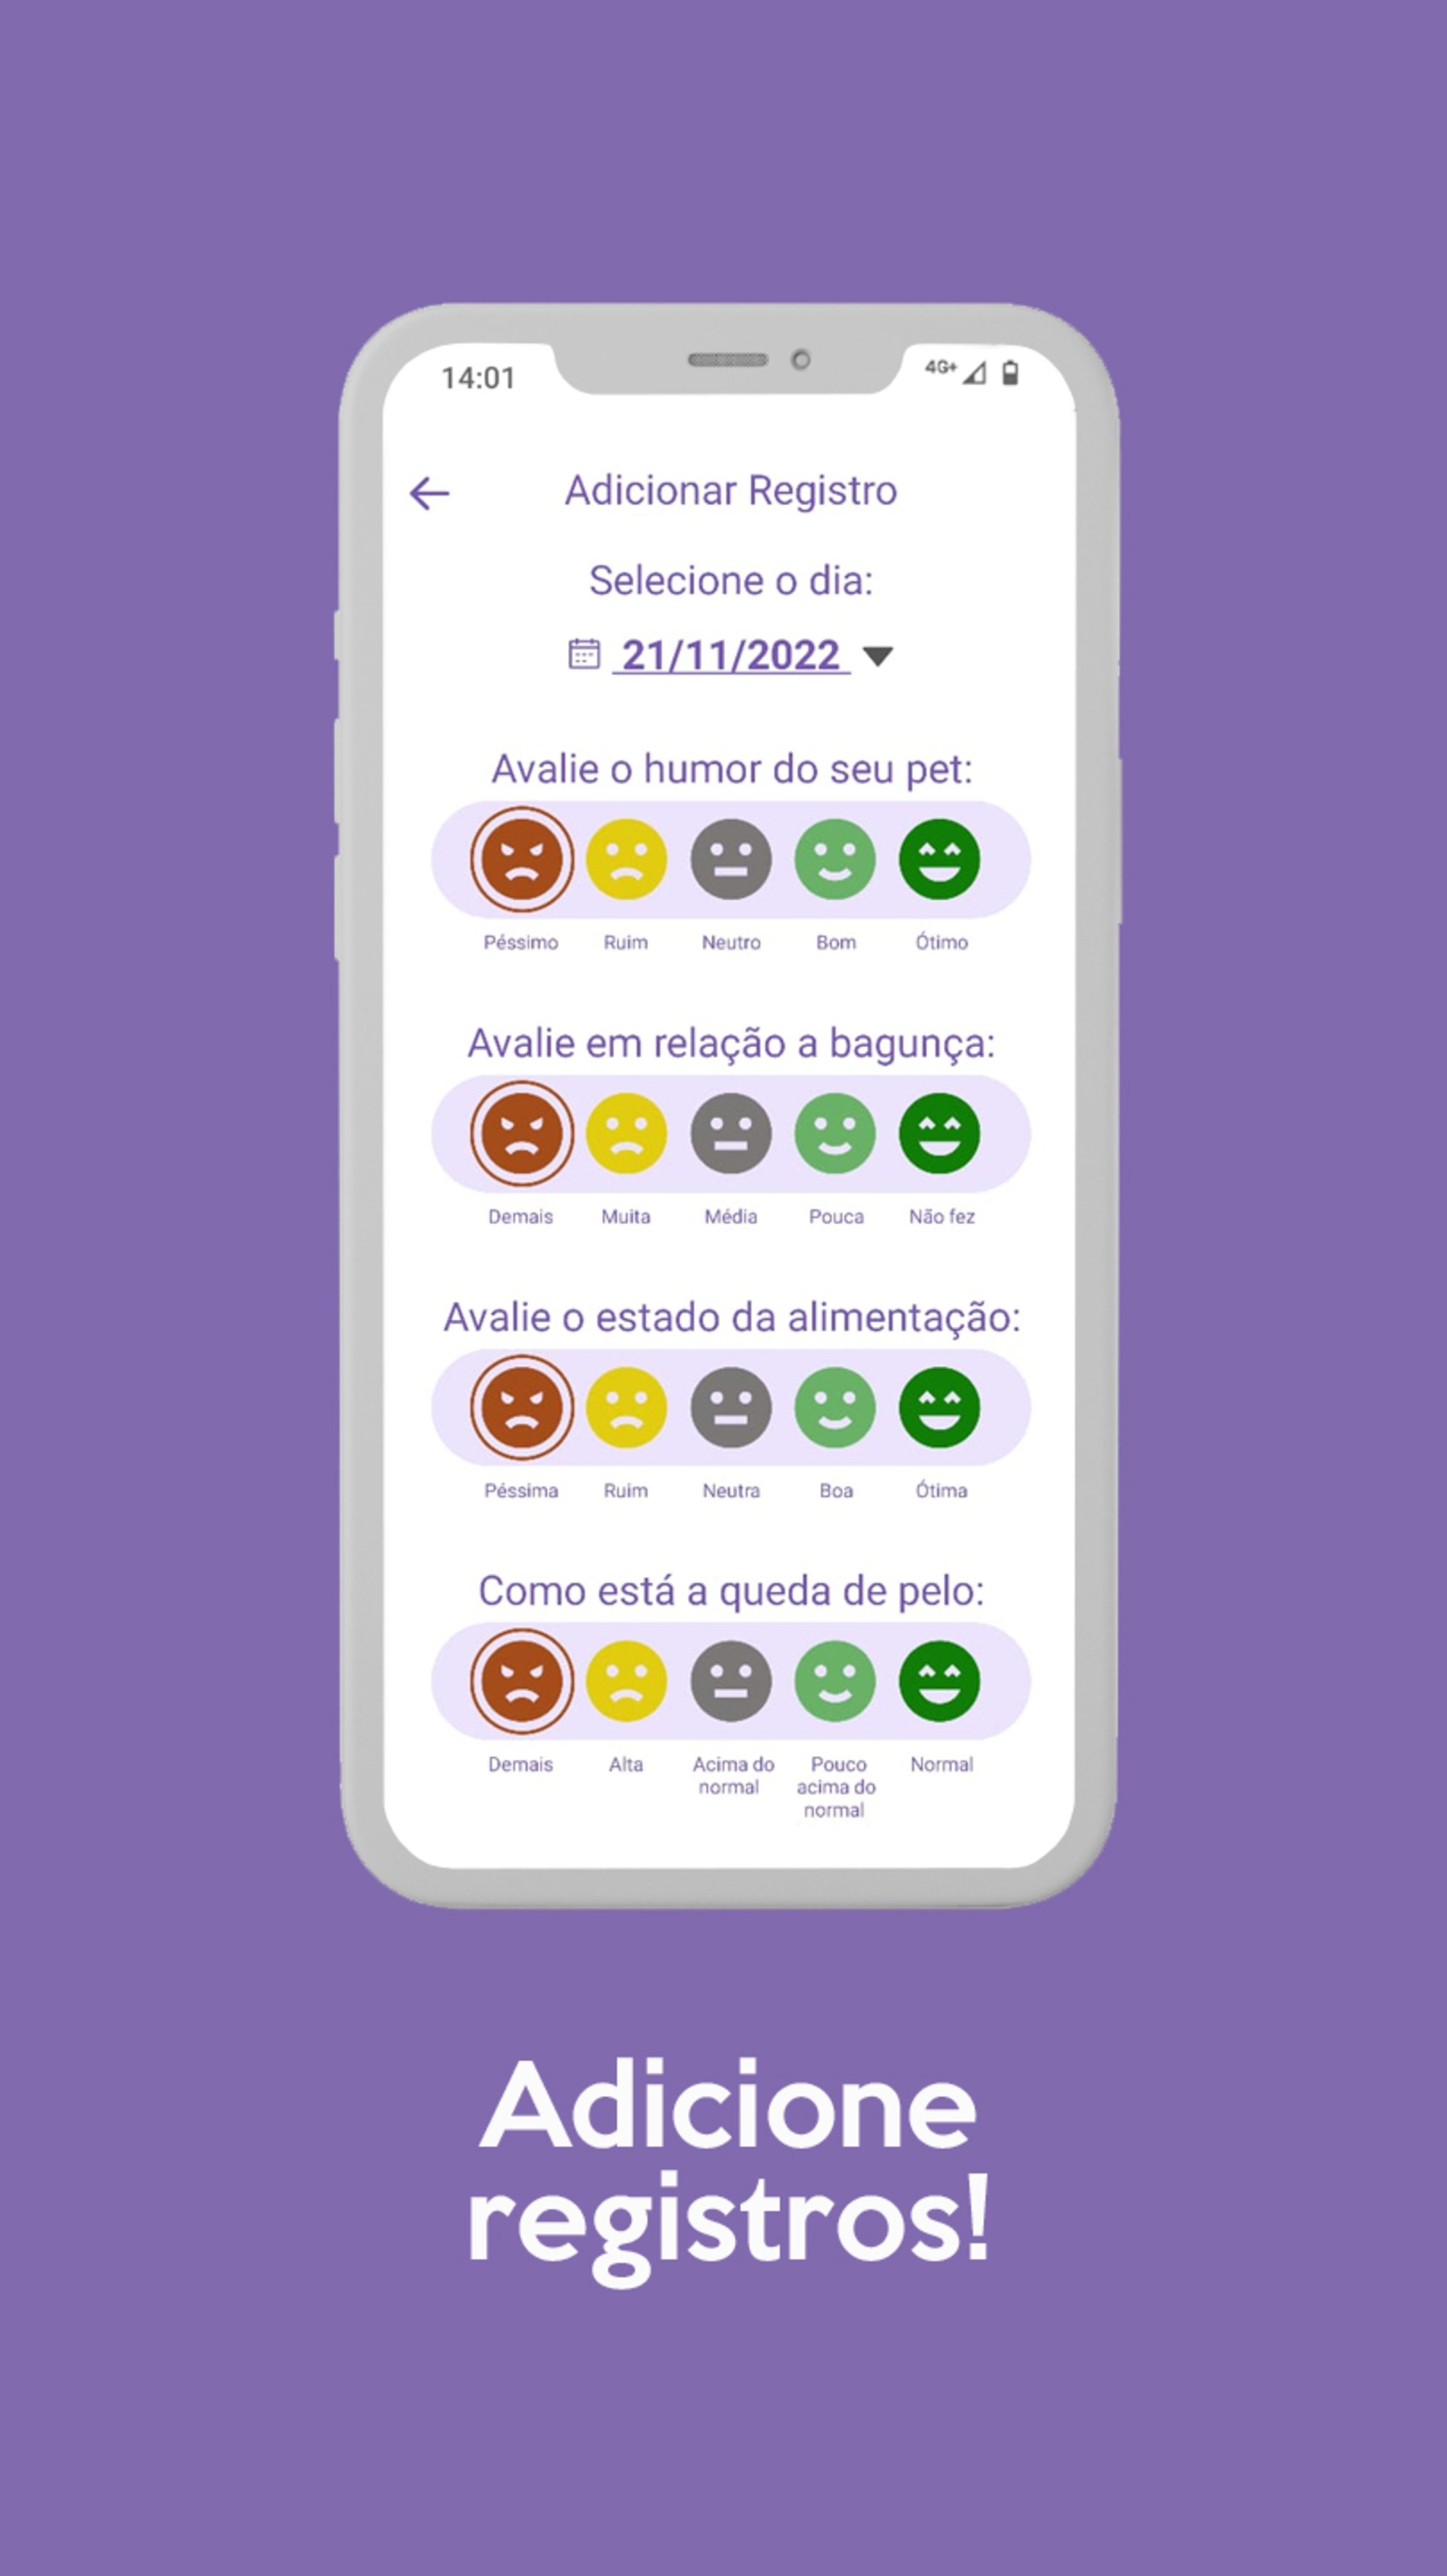 14:01
4G+
Adicionar Registro
Selecione o dia:
21/11/2022
Avalie o humor do seu pet:
Péssimo Ruim Neutro Bom Ótimo
Avalie em relação a bagunça:
Demais Muita Média Pouca Não fez
Avalie o estado da alimentação:
Péssima Ruim Neutra Boa Ótima
Como está a queda de pelo:
Demais Alta Acima do Pouco Normal
normal acima do
normal
Adicione
registros!